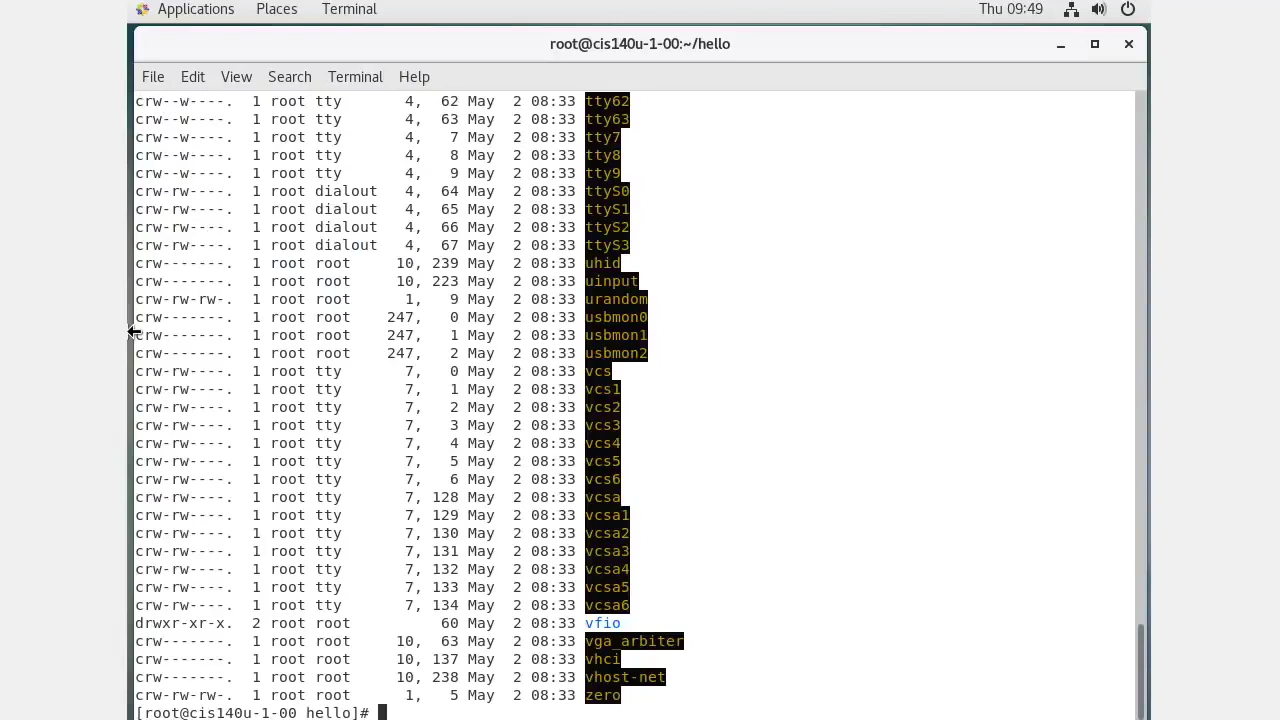 Applications Places Terminal Thu 09:49
root@cis140u-1-00:~/hello
File Edit View Search Terminal Help
crw--w----. 1 root tty 4, 62 May 2 08:33 tty62
crw--w----. 1 root tty 4, 63 May 2 08:33 tty63
crw--w----. 1 root tty 4, 7 May 2 08:33 tty7
crw--w----. 1 root tty 4, 8 May 2 08:33 tty8
crw--w----. 1 root tty 4, 9 May 2 08:33 tty9
crw-rw----. 1 root dialout 4, 64 May 2 08:33 ttyS0
crw-rw----. 1 root dialout 4, 65 May 2 08:33 ttyS1
crw-rw----. 1 root dialout 4, 66 May 2 08:33 ttyS2
crw-rw----. 1 root dialout 4, 67 May 2 08:33 ttyS3
crw-------. 1 root root 10, 239 May 2 08:33 uhid
crw-------. 1 root root 10, 223 May 2 08:33 uinput
crw-rw-rw-. 1 root root 1, 9 May 2 08:33 urandom
crw-------. 1 root root 247, 0 May 2 08:33 usbmon0
crw-------. 1 root root 247, 1 May 2 08:33 usbmon1
crw-------. 1 root root 247, 2 May 2 08:33 usbmon2
crw-rw----. 1 root tty 7, 0 May 2 08:33 vcs
crw-rw----. 1 root tty 7, 1 May 2 08:33 vcs1
crw-rw----. 1 root tty 7, 2 May 2 08:33 vcs2
crw-rw----. 1 root tty 7, 3 May 2 08:33 vcs3
crw-rw----. 1 root tty 7, 4 May 2 08:33 vcs4
crw-rw----. 1 root tty 7, 5 May 2 08:33 vcs5
crw-rw----. 1 root tty 7, 6 May 2 08:33 vcs6
crw-rw----. 1 root tty 7, 128 May 2 08:33 vcsa
crw-rw----. 1 root tty 7, 129 May 2 08:33 vcsa1
crw-rw----. 1 root tty 7, 130 May 2 08:33 vcsa2
crw-rw----. 1 root tty 7, 131 May 2 08:33 vcsa3
crw-rw----. 1 root tty 7, 132 May 2 08:33 vcsa4
crw-rw----. 1 root tty 7, 133 May 2 08:33 vcsa5
crw-rw----. 1 root tty 7, 134 May 2 08:33 vcsa6
drwxr-xr-x. 2 root root 60 May 2 08:33 vfio
crw-------. 1 root root 10, 63 May 2 08:33 vga_arbiter
crw-------. 1 root root 10, 137 May 2 08:33 vhci
crw-------. 1 root root 10, 238 May 2 08:33 vhost-net
crw-rw-rw-. 1 root root 1, 5 May 2 08:33 zero
[root@cis140u-1-00 hello]#